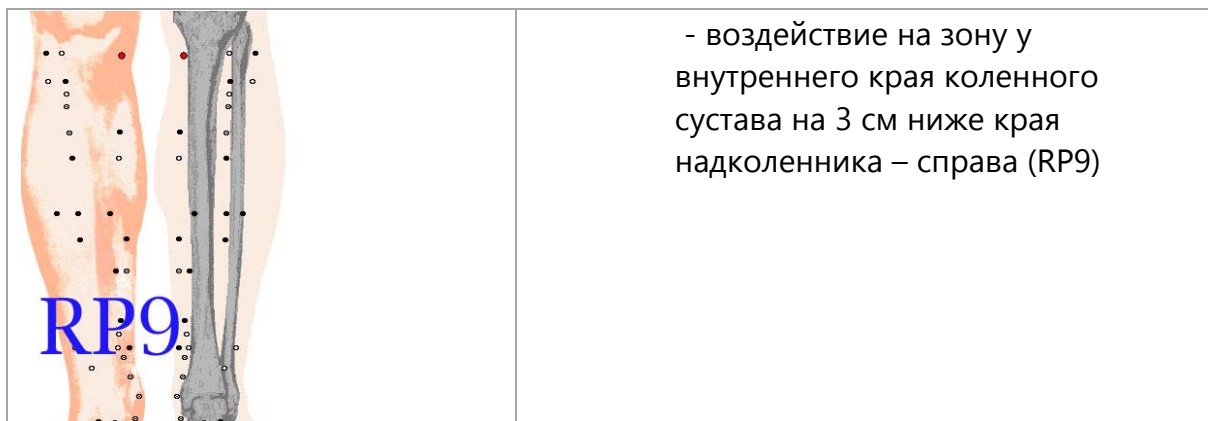 - воздействие на зону у
внутреннего края коленного
сустава на 3 см ниже края
надколенника – справа (RP9)
RP9